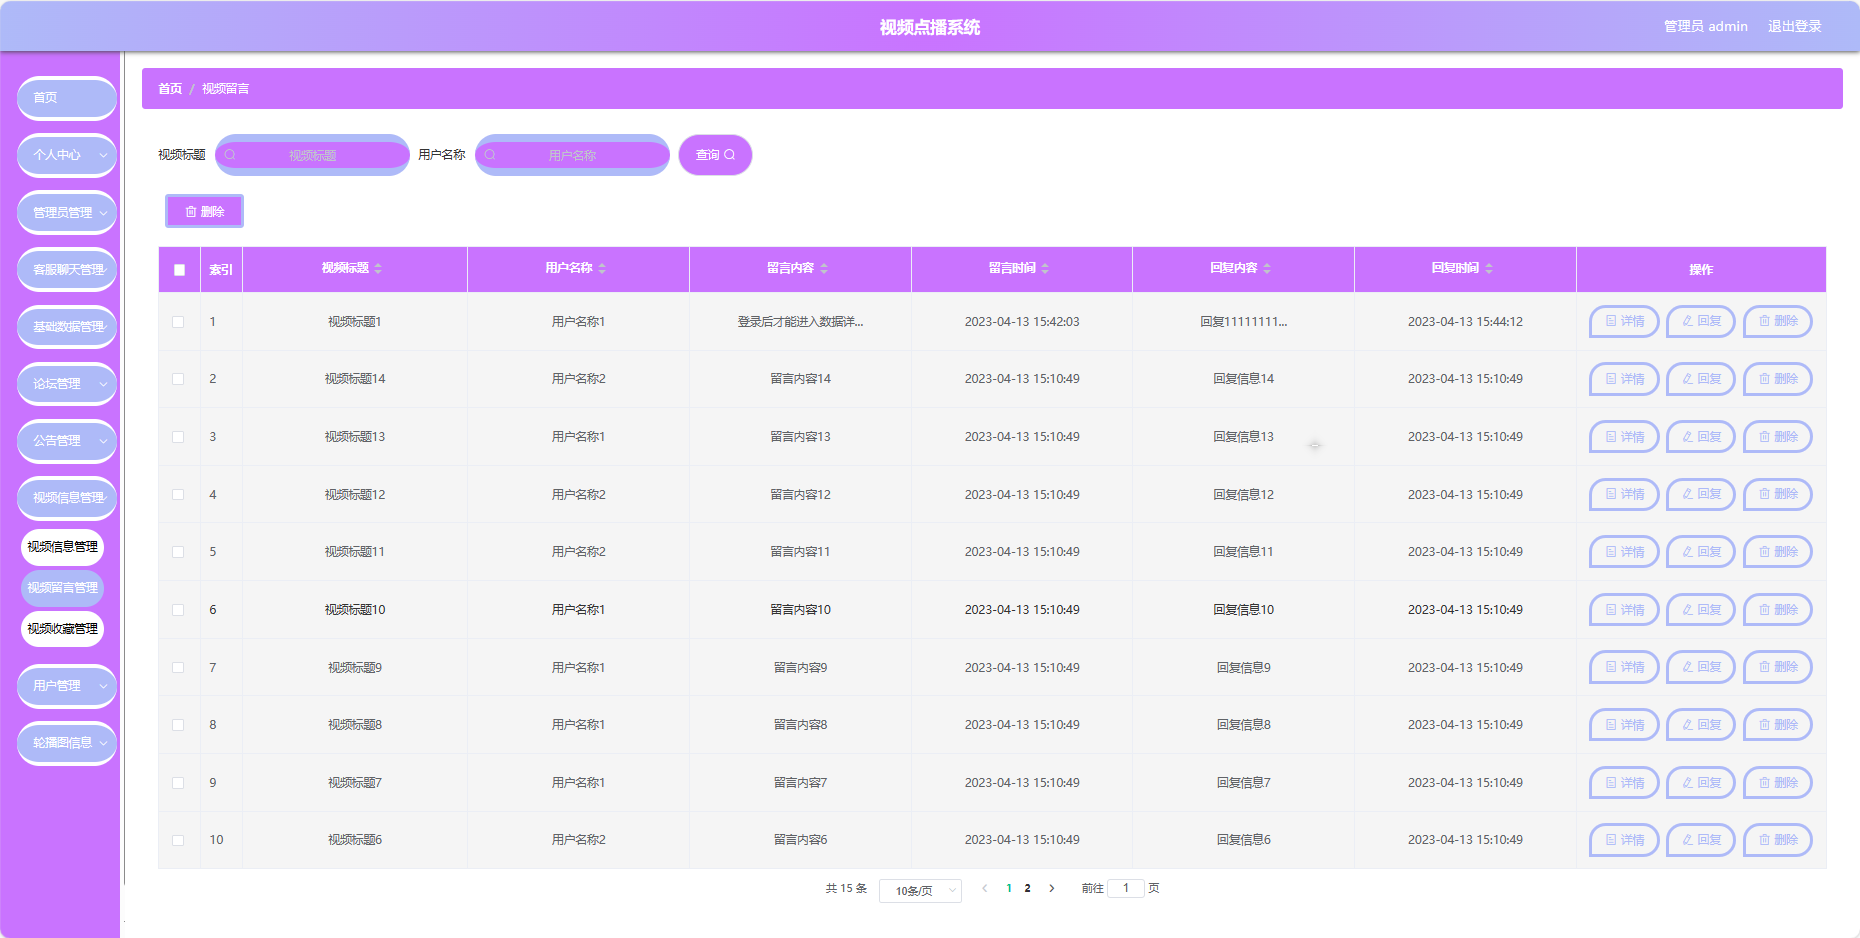 视频点播系统
管理员 admin 退出登录
首页
个人中心
管理员管理
客服聊天管理
基础数据管理
论坛管理
公告管理
视频信息管理
视频信息管理
视频留言管理
视频收藏管理
用户管理
轮播图信息
首页 / 视频留言
视频标题 视频标题 用户名称 用户名称 查询
删除
索引 视频标题 用户名称 留言内容 留言时间 回复内容 回复时间 操作
1 视频标题1 用户名称1 登录后才能进入数据详... 2023-04-13 15:42:03 回复11111111... 2023-04-13 15:44:12 详情 回复 删除
2 视频标题14 用户名称2 留言内容14 2023-04-13 15:10:49 回复信息14 2023-04-13 15:10:49 详情 回复 删除
3 视频标题13 用户名称1 留言内容13 2023-04-13 15:10:49 回复信息13 2023-04-13 15:10:49 详情 回复 删除
4 视频标题12 用户名称2 留言内容12 2023-04-13 15:10:49 回复信息12 2023-04-13 15:10:49 详情 回复 删除
5 视频标题11 用户名称2 留言内容11 2023-04-13 15:10:49 回复信息11 2023-04-13 15:10:49 详情 回复 删除
6 视频标题10 用户名称1 留言内容10 2023-04-13 15:10:49 回复信息10 2023-04-13 15:10:49 详情 回复 删除
7 视频标题9 用户名称1 留言内容9 2023-04-13 15:10:49 回复信息9 2023-04-13 15:10:49 详情 回复 删除
8 视频标题8 用户名称1 留言内容8 2023-04-13 15:10:49 回复信息8 2023-04-13 15:10:49 详情 回复 删除
9 视频标题7 用户名称1 留言内容7 2023-04-13 15:10:49 回复信息7 2023-04-13 15:10:49 详情 回复 删除
10 视频标题6 用户名称2 留言内容6 2023-04-13 15:10:49 回复信息6 2023-04-13 15:10:49 详情 回复 删除
共 15 条 10条/页 1 2 前往 1 页